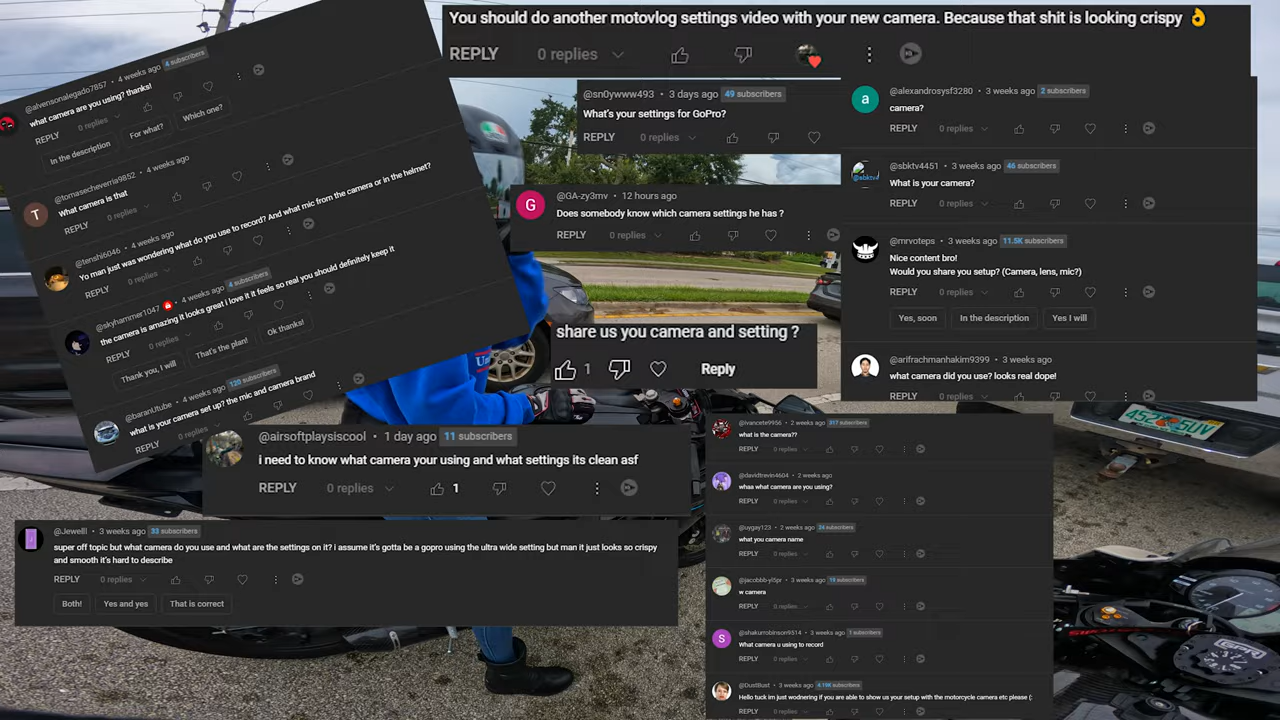 You should do another motovlog settings video with your new camera. Because that shit is looking crispy 👌
REPLY 0 replies
@alvensonalegado7857 • 4 weeks ago 4 subscribers
what camera are you using? thanks!
REPLY 0 replies
In the description For what? Which one?
T
@tomasecheverria9852 • 4 weeks ago
What camera is that
REPLY 0 replies
@tenshi6046 • 4 weeks ago
Yo man just was wondering what do you use to record? And what mic from the camera or in the helmet?
REPLY 0 replies
@skyhammer1047 • 4 weeks ago 4 subscribers
the camera is amazing it looks great i love it it feels so real you should definitely keep it
REPLY 0 replies
Thank you, I will That's the plan! Ok thanks!
@baranUtube • 4 weeks ago 120 subscribers
what is your camera set up? the mic and camera brand
REPLY 0 replies
@sn0ywww493 • 3 days ago 49 subscribers
What's your settings for GoPro?
REPLY 0 replies
G
@GA-zy3mv • 12 hours ago
Does somebody know which camera settings he has ?
REPLY 0 replies
share us you camera and setting ?
1 Reply
a
@alexandrosysf3280 • 3 weeks ago 2 subscribers
camera?
REPLY 0 replies
@sbktv4451 • 3 weeks ago 46 subscribers
What is your camera?
REPLY 0 replies
@mrvoteps • 3 weeks ago 11.5K subscribers
Nice content bro!
Would you share you setup? (Camera, lens, mic?)
REPLY 0 replies
Yes, soon In the description Yes I will
@arifrachmanhakim9399 • 3 weeks ago
what camera did you use? looks real dope!
REPLY 0 replies
@airsoftplaysiscool • 1 day ago 11 subscribers
i need to know what camera your using and what settings its clean asf
REPLY 0 replies 1
@Jewelli • 3 weeks ago 33 subscribers
super off topic but what camera do you use and what are the settings on it? i assume it's gotta be a gopro using the ultra wide setting but man it just looks so crispy
and smooth it's hard to describe
REPLY 0 replies
Both! Yes and yes That is correct
@ivancete9956 • 2 weeks ago 317 subscribers
what is the camera??
REPLY 0 replies
@davidtrevin4604 • 2 weeks ago
whaa what camera are you using?
REPLY 0 replies
@uygay123 • 2 weeks ago 24 subscribers
what you camera name
REPLY 0 replies
@jacobbb-yl5pr • 3 weeks ago 19 subscribers
w camera
REPLY 0 replies
S
@shakurrobinson9514 • 3 weeks ago 1 subscribers
What camera u using to record
REPLY 0 replies
@DustBust • 3 weeks ago 4.19K subscribers
Hello tuck im just wodnering if you are able to show us your setup with the motorcycle camera etc please (:
REPLY 0 replies